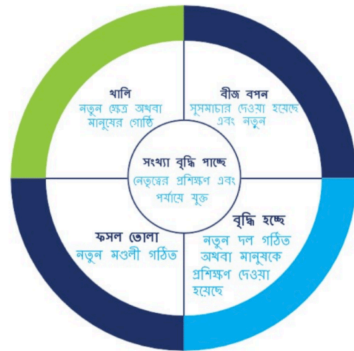 খালি
নতুন ক্ষেত্র অথবা
মানুষের গোষ্ঠি
বীজ বপন
সুসমাচার দেওয়া হয়েছে
এবং নতুন
সংখ্যা বৃদ্ধি পাচ্ছে
নেতৃত্বের প্রশিক্ষণ এবং
পর্যায়ে যুক্ত
ফসল তোলা
নতুন মণ্ডলী গঠিত
বৃদ্ধি হচ্ছে
নতুন দল গঠিত
অথবা মানুষকে
প্রশিক্ষণ দেওয়া
হয়েছে